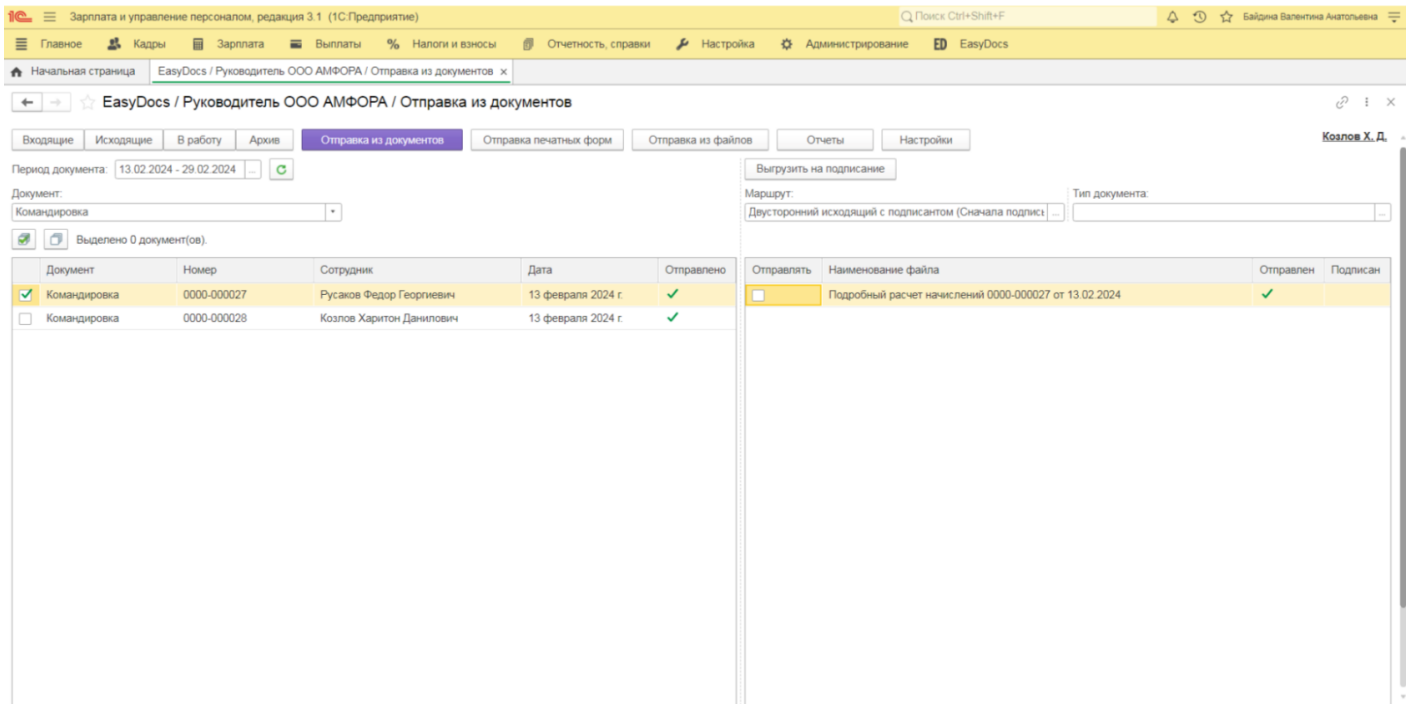 1С Зарплата и управление персоналом, редакция 3.1 (1С:Предприятие) Поиск Ctrl+Shift+F Байдина Валентина Анатольевна
Главное Кадры Зарплата Выплаты % Налоги и взносы Отчетность, справки Настройка Администрирование ED EasyDocs
Начальная страница EasyDocs / Руководитель ООО АМФОРА / Отправка из документов ×
EasyDocs / Руководитель ООО АМФОРА / Отправка из документов
Входящие Исходящие В работу Архив Отправка из документов Отправка печатных форм Отправка из файлов Отчеты Настройки Козлов Х. Д.
Период документа: 13.02.2024 - 29.02.2024 ... Выгрузить на подписание
Документ: Маршрут: Тип документа:
Командировка Двусторонний исходящий с подписантом (Сначала подпись ... ...
Выделено 0 документ(ов).
Документ Номер Сотрудник Дата Отправлено Отправлять Наименование файла Отправлен Подписан
Командировка 0000-000027 Русаков Федор Георгиевич 13 февраля 2024 г. Подробный расчет начислений 0000-000027 от 13.02.2024
Командировка 0000-000028 Козлов Харитон Данилович 13 февраля 2024 г.